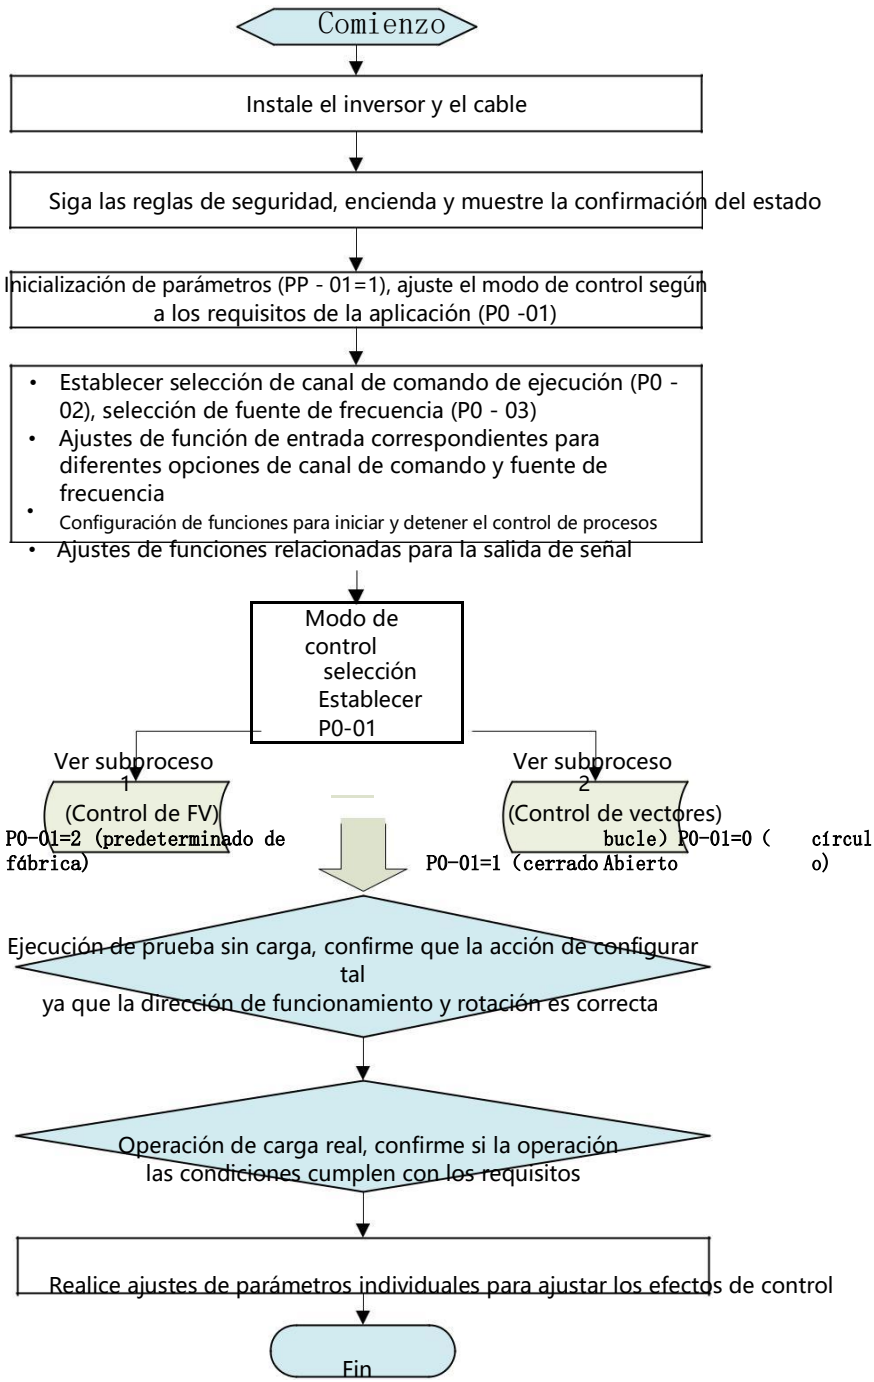 Comienzo
Instale el inversor y el cable
Siga las reglas de seguridad, encienda y muestre la confirmación del estado
Inicialización de parámetros (PP - 01=1), ajuste el modo de control según
a los requisitos de la aplicación (P0 -01)
• Establecer selección de canal de comando de ejecución (P0 -
02), selección de fuente de frecuencia (P0 - 03)
• Ajustes de función de entrada correspondientes para
diferentes opciones de canal de comando y fuente de
frecuencia
• Configuración de funciones para iniciar y detener el control de procesos
• Ajustes de funciones relacionadas para la salida de señal
Modo de
control
selección
Establecer
P0-01
Ver subproceso
1
(Control de FV)
P0-01=2 (predeterminado de
fábrica)
Ver subproceso
2
(Control de vectores)
bucle) P0-01=0 ( círcul
P0-01=1 (cerrado Abierto o)
Ejecución de prueba sin carga, confirme que la acción de configurar
tal
ya que la dirección de funcionamiento y rotación es correcta
Operación de carga real, confirme si la operación
las condiciones cumplen con los requisitos
Realice ajustes de parámetros individuales para ajustar los efectos de control
Fin